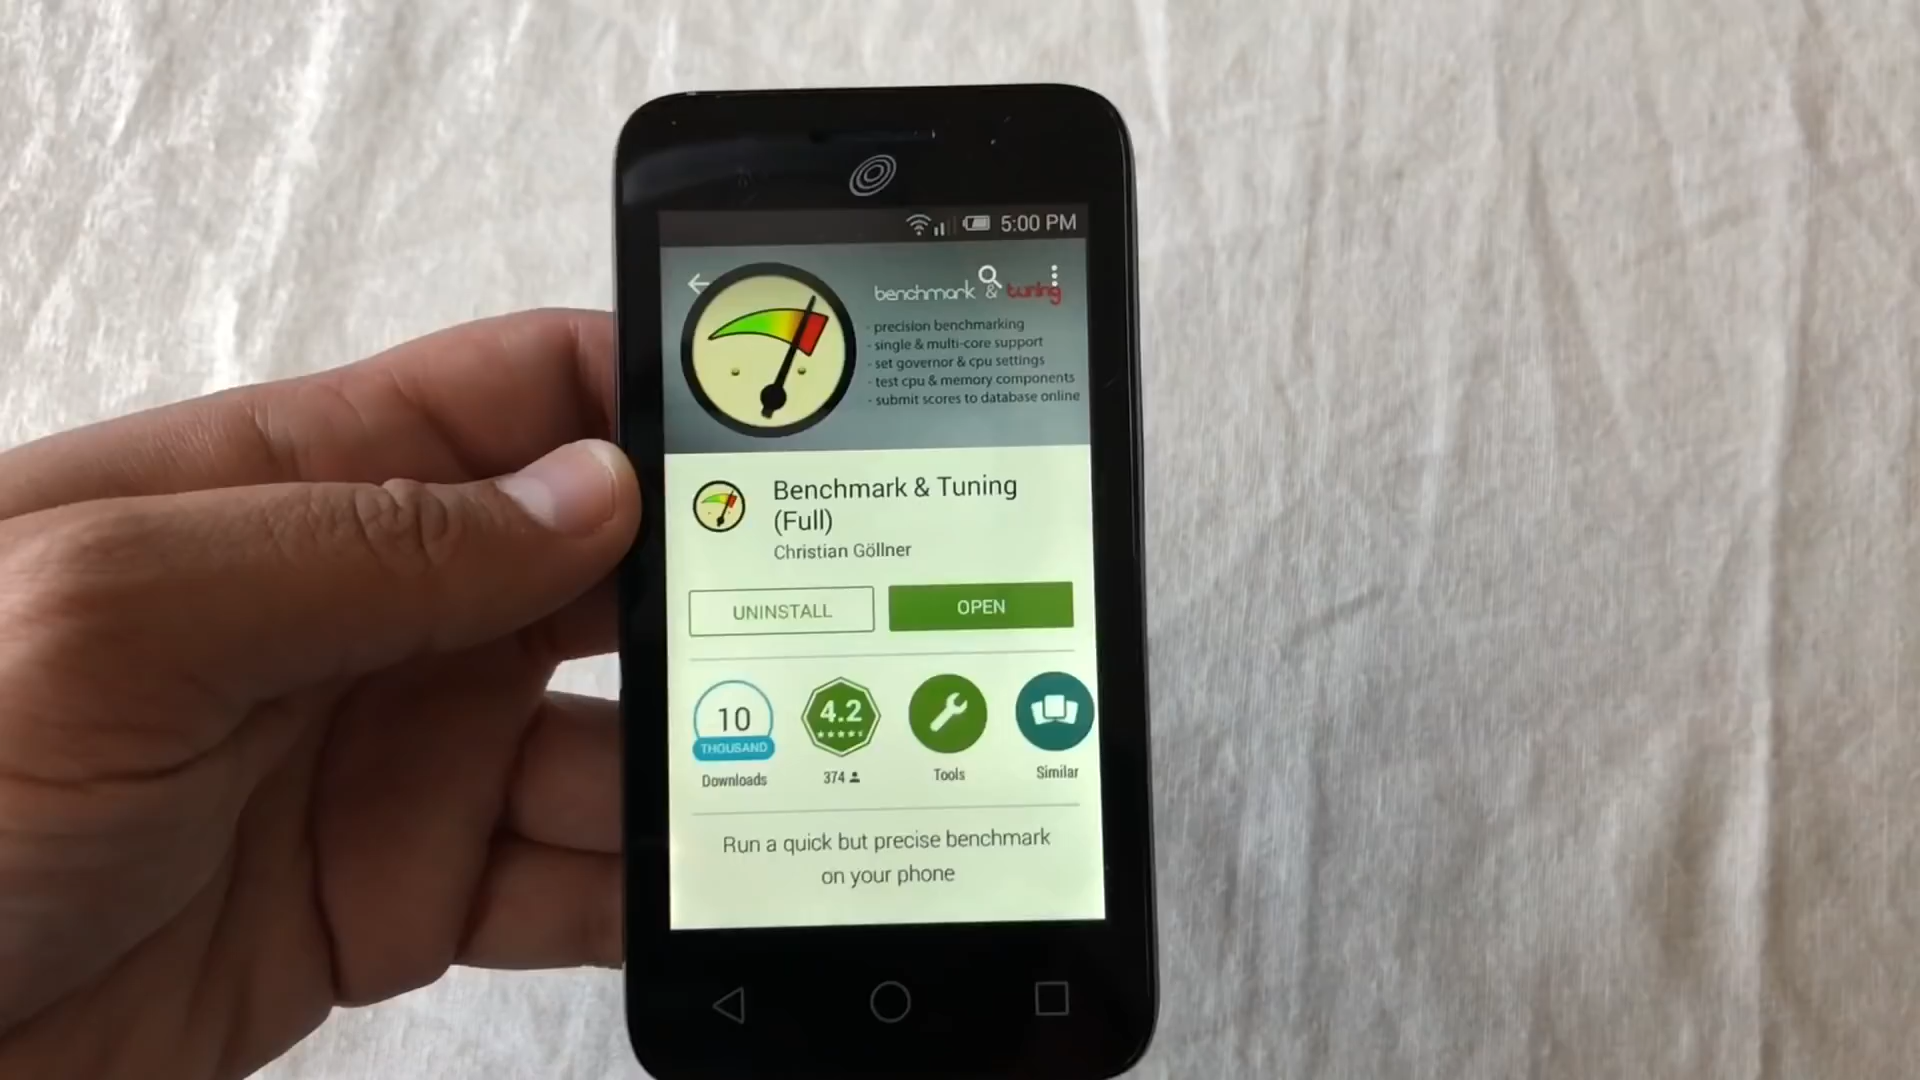 5:00 PM
benchmark & tuning
- precision benchmarking
- single & multi-core support
- set governor & cpu settings
- test cpu & memory components
- submit scores to database online
Benchmark & Tuning
(Full)
Christian Göllner
UNINSTALL
OPEN
10
THOUSAND
Downloads
4.2
374
Tools
Similar
Run a quick but precise benchmark
on your phone